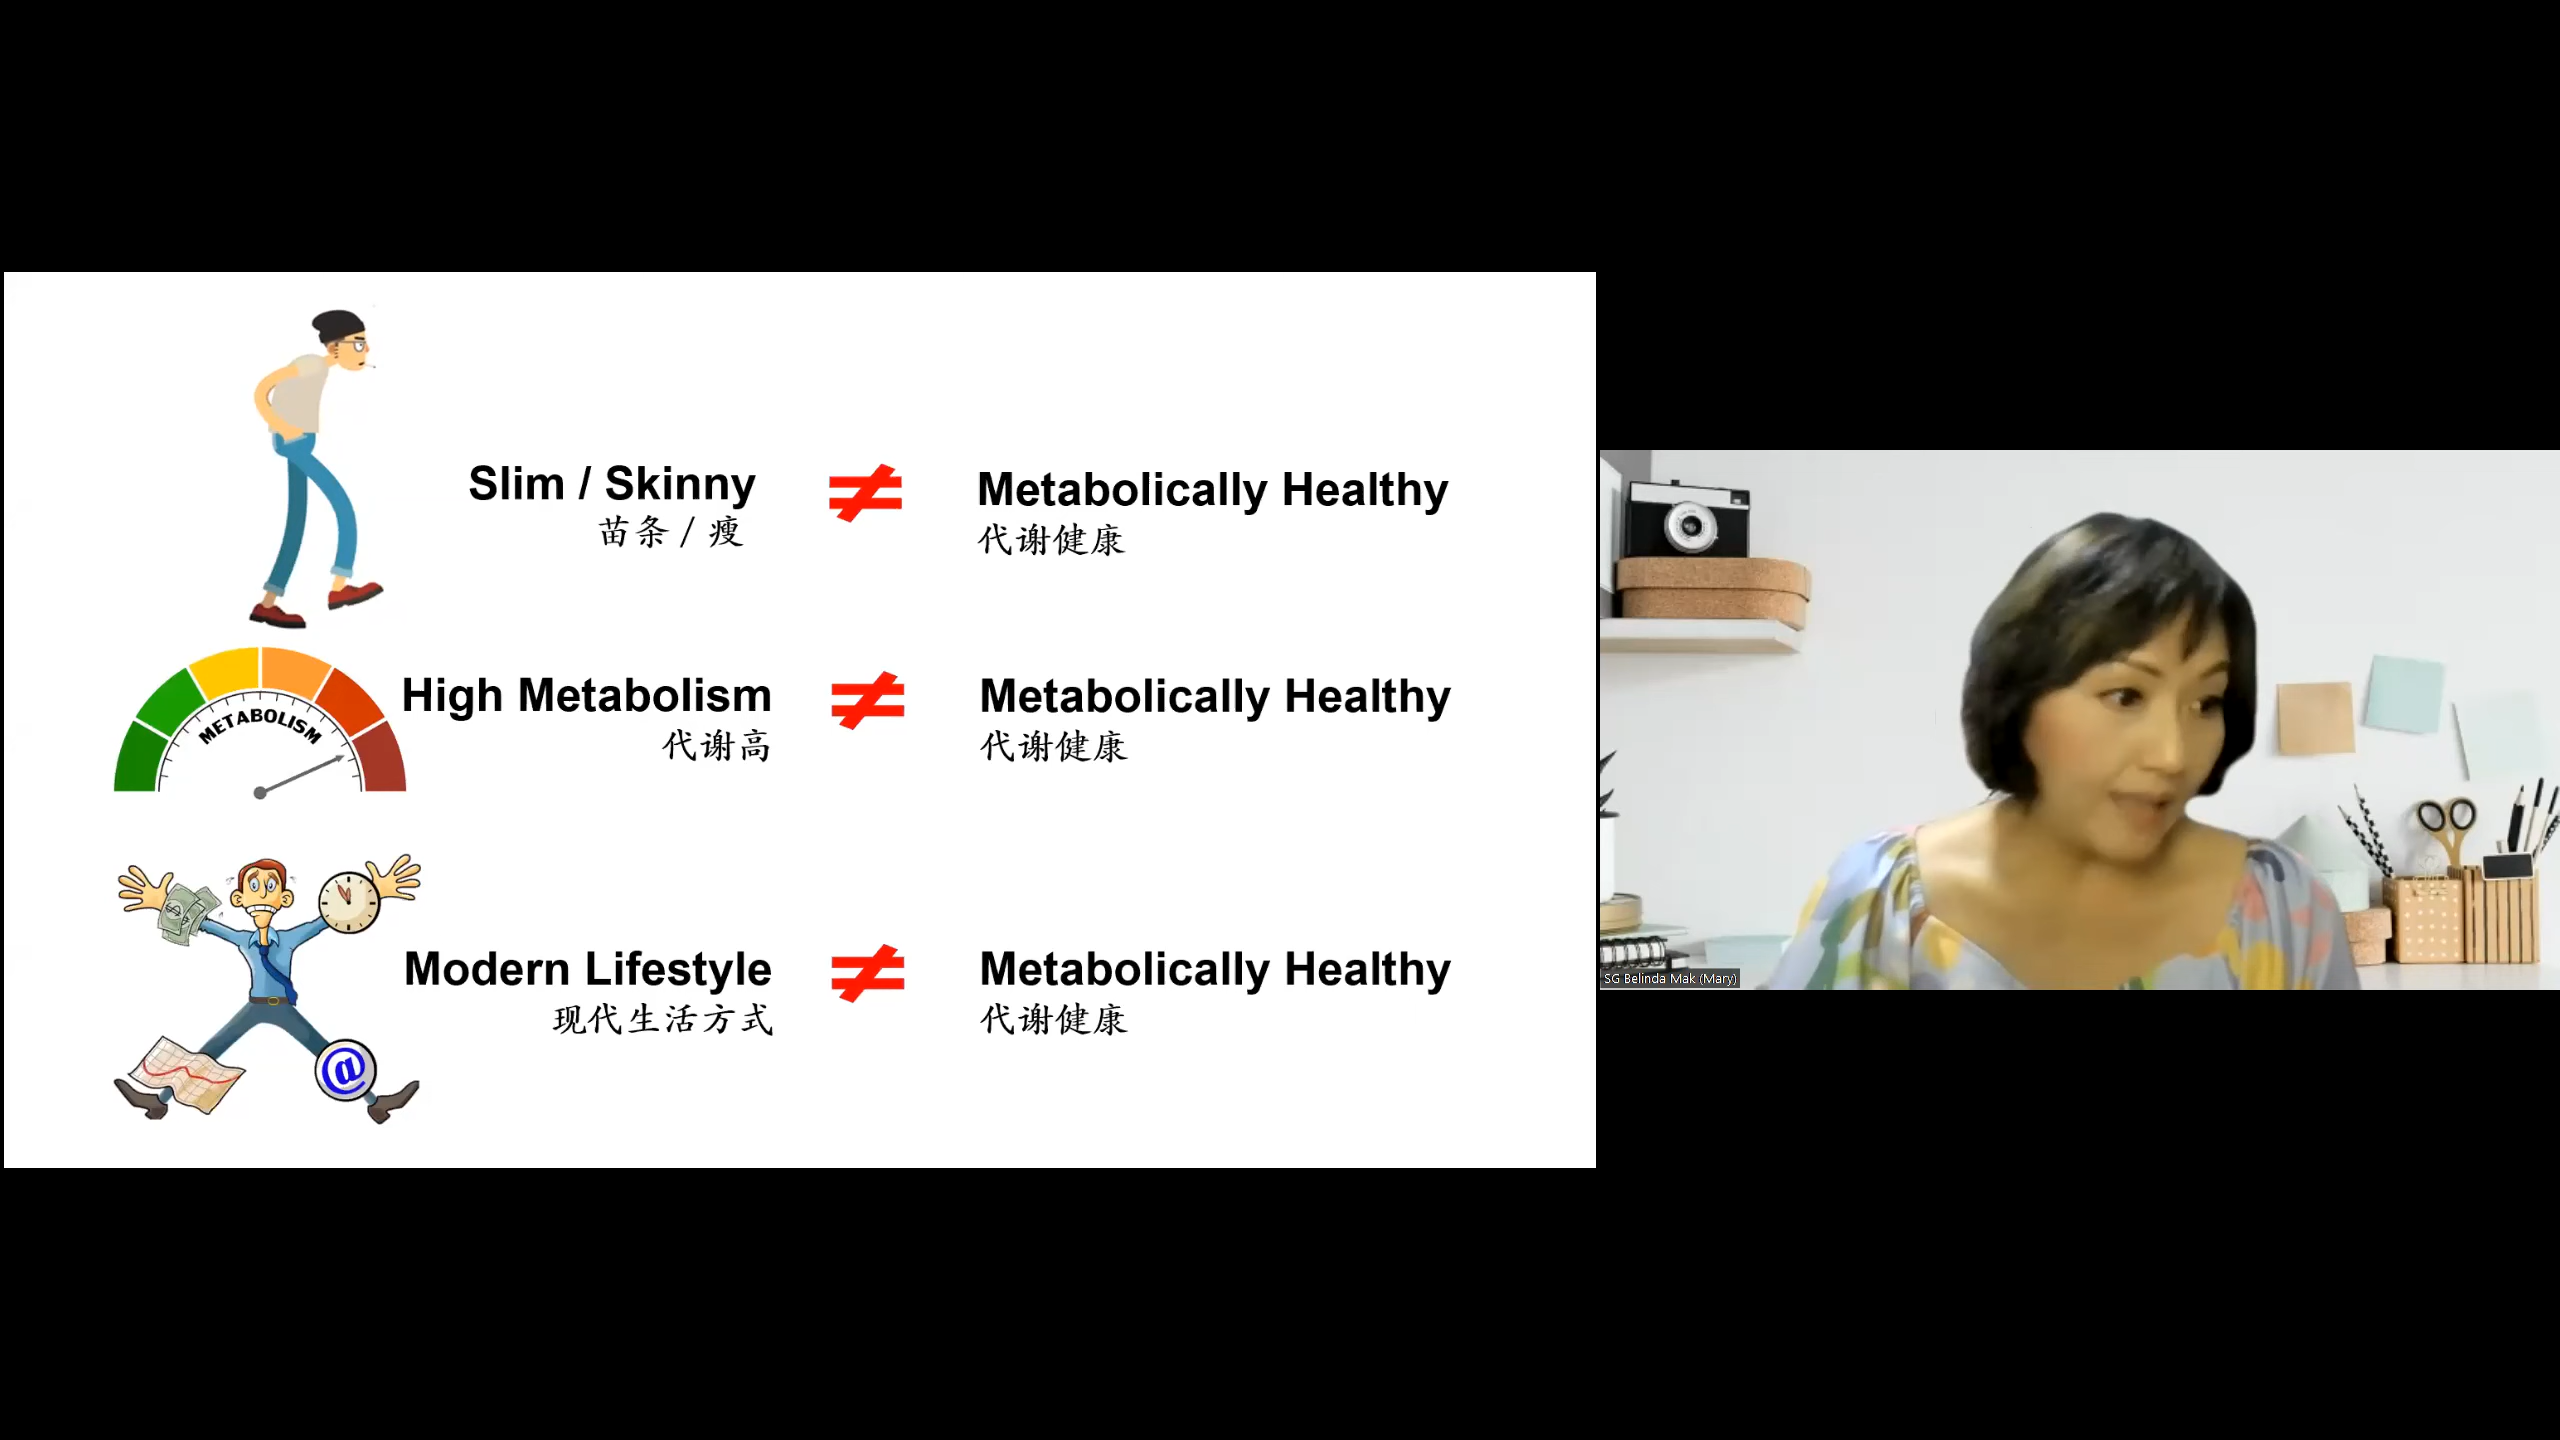 Slim / Skinny
苗条 / 瘦
≠
Metabolically Healthy
代谢健康
METABOLISM
High Metabolism
代谢高
≠
Metabolically Healthy
代谢健康
@
Modern Lifestyle
现代生活方式
≠
Metabolically Healthy
代谢健康
SG Belinda Mak (Mary)